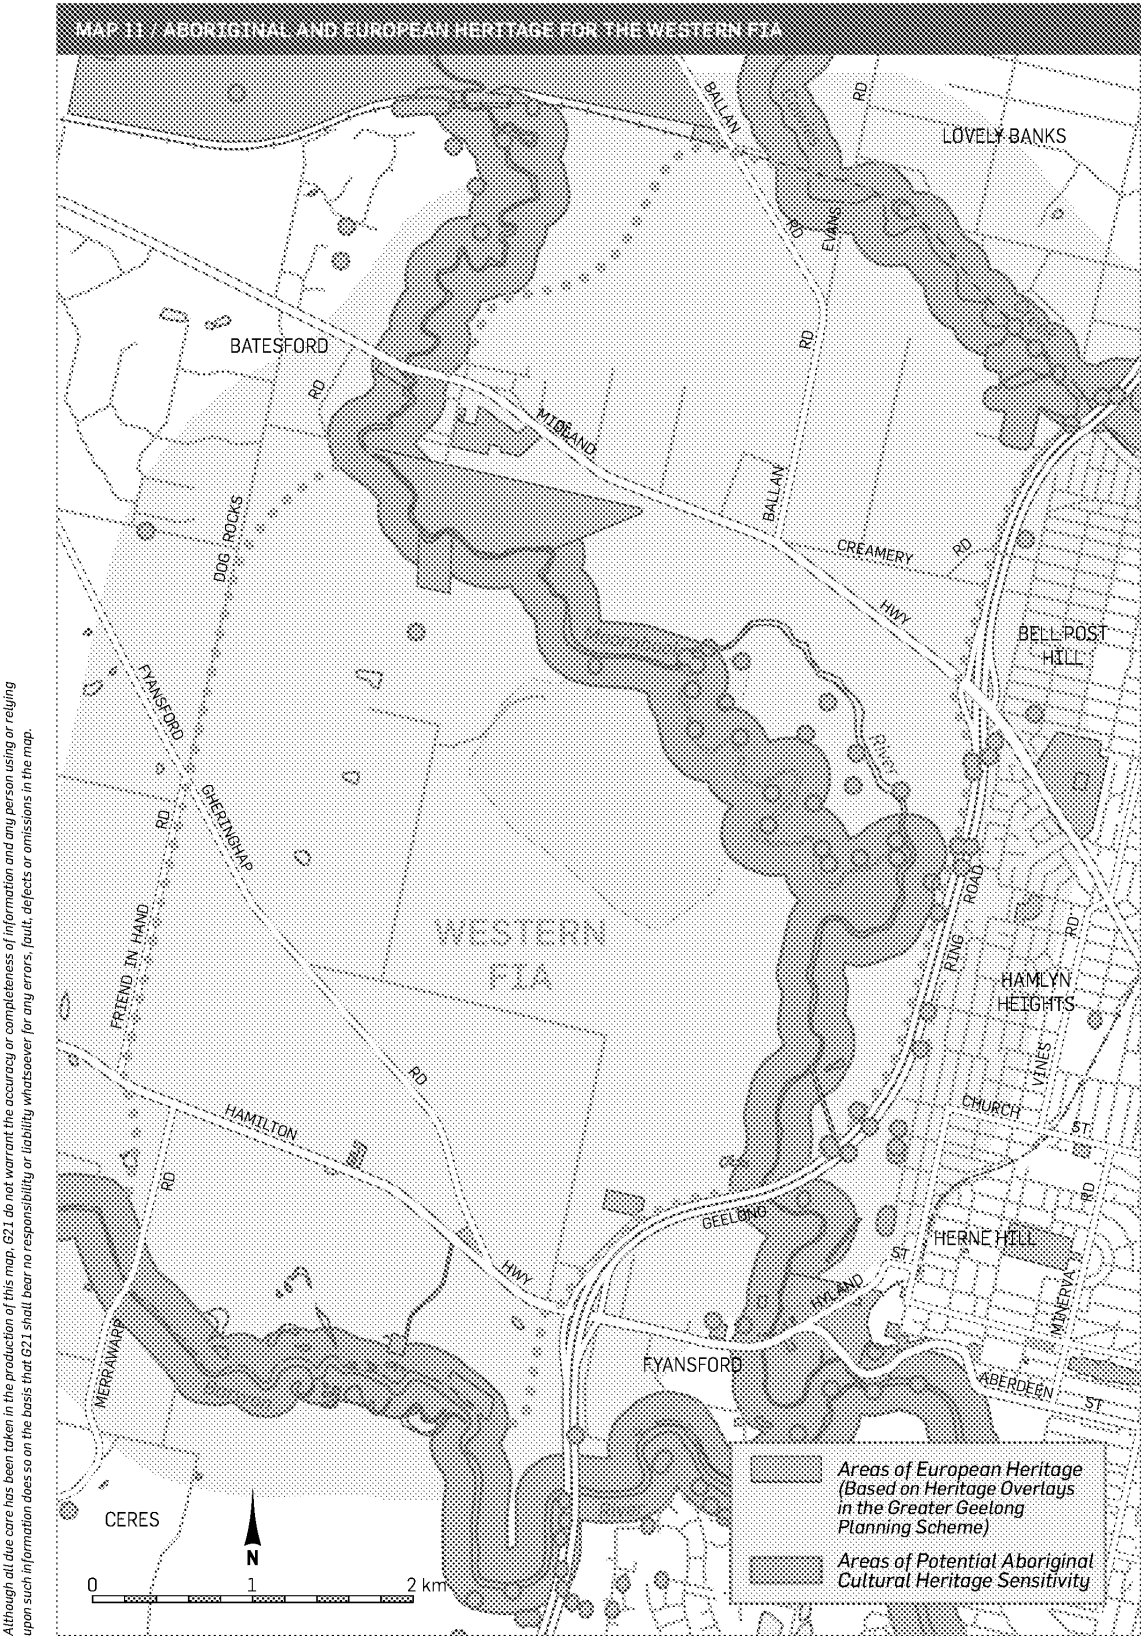 MAP 11 / ABORIGINAL AND EUROPEAN HERITAGE FOR THE WESTERN FIA
BALLAN
RD
LOVELY BANKS
RD
EVANS
BATESFORD
RD
RD
MIDLAND
DOG ROCKS
BALLAN
CREAMERY
RD
HWY
BELL POST
HILL
FYANSFORD
River
GHERINGHAP
RD
ROAD
WESTERN
FIA
FRIEND IN HAND
RING
RD
HAMLYN
HEIGHTS
RD
VINES
HAMILTON
CHURCH
ST
RD
RD
GEELONG
HERNE HILL
HWY
ST
HYLAND
MINERVA
MERRAWARP
FYANSFORD
ABERDEEN
ST
CERES
N
0 1 2 km
Areas of European Heritage
(Based on Heritage Overlays
in the Greater Geelong
Planning Scheme)
Areas of Potential Aboriginal
Cultural Heritage Sensitivity
Although all due care has been taken in the production of this map. G21 do not warrant the accuracy or completeness of information and any person using or relying
upon such information does so on the basis that G21 shall bear no responsibility or liability whatsoever for any errors, fault, defects or omissions in the map.